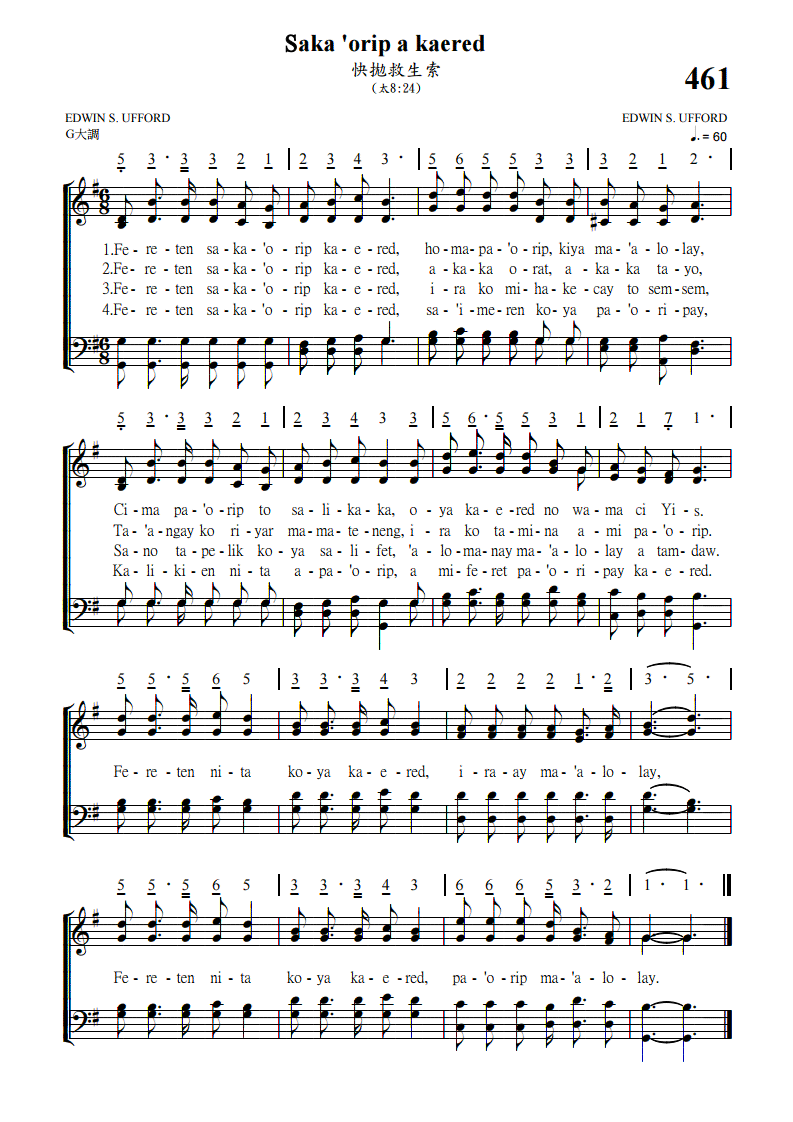 Saka 'orip a kaered
快拋救生索
(太8:24)
461
EDWIN S. UFFORD
EDWIN S. UFFORD
G大調
♩. = 60
5̣ 3 · 3 3 2 1 | 2 3 4 3 · | 5 6 5 5 3 3 | 3 2 1 2 · |
1.Fe - re - ten sa - ka - 'o - rip ka - e - red, ho - ma - pa - 'o - rip, kiya ma - 'a - lo - lay,
2.Fe - re - ten sa - ka - 'o - rip ka - e - red, a - ka - ka o - rat, a - ka - ka ta - yo,
3.Fe - re - ten sa - ka - 'o - rip ka - e - red, i - ra ko mi - ha - ke - cay to sem - sem,
4.Fe - re - ten sa - ka - 'o - rip ka - e - red, sa - 'i - me - ren ko - ya pa - 'o - ri - pay,
5̣ 3 · 3 3 2 1 | 2 3 4 3 3 | 5 6 · 5 5 3 1 | 2 1 7̣ 1 · |
Ci - ma pa - 'o - rip to sa - li - ka - ka, o - ya ka - e - red no wa - ma ci Yi - s.
Ta - 'a - ngay ko ri - yar ma - ma - te - neng, i - ra ko ta - mi - na a - mi pa - 'o - rip.
Sa - no ta - pe - lik ko - ya sa - li - fet, 'a - lo - ma - nay ma - 'a - lo - lay a tam - daw.
Ka - li - ki - en ni - ta a - pa - 'o - rip, a mi - fe - ret pa - 'o - ri - pay ka - e - red.
5 5 · 5 6 5 | 3 3 · 3 4 3 | 2 2 2 2 1 · 2 | 3 · 5 · |
Fe - re - ten ni - ta ko - ya ka - e - red, i - ra - ay ma - 'a - lo - lay,
5 5 · 5 6 5 | 3 3 · 3 4 3 | 6 6 6 5 3 · 2 | 1 · 1 · ||
Fe - re - ten ni - ta ko - ya ka - e - red, pa - 'o - rip ma - 'a - lo - lay.